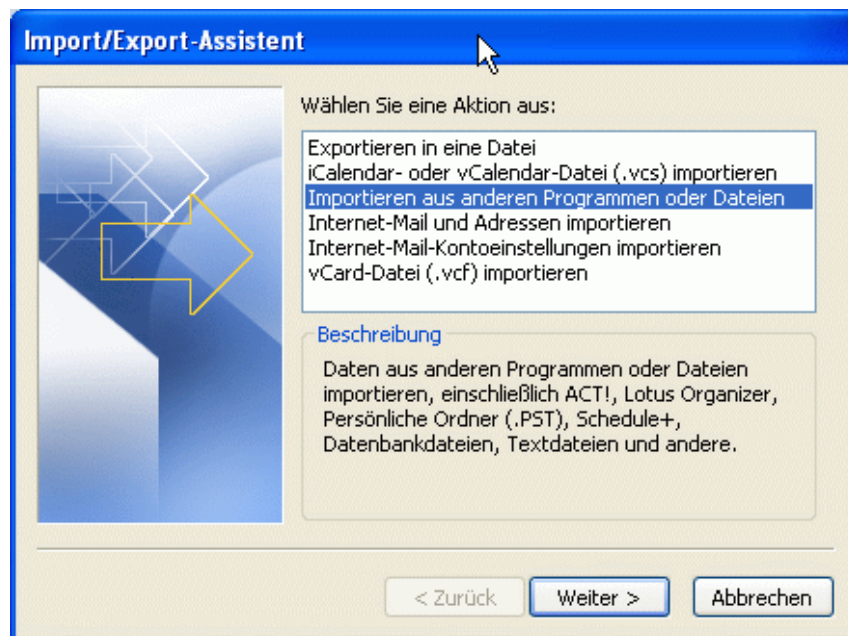 Import/Export-Assistent
Wählen Sie eine Aktion aus:
Exportieren in eine Datei
iCalendar- oder vCalendar-Datei (.vcs) importieren
Importieren aus anderen Programmen oder Dateien
Internet-Mail und Adressen importieren
Internet-Mail-Kontoeinstellungen importieren
vCard-Datei (.vcf) importieren
Beschreibung
Daten aus anderen Programmen oder Dateien
importieren, einschließlich ACT!, Lotus Organizer,
Persönliche Ordner (.PST), Schedule+,
Datenbankdateien, Textdateien und andere.
< Zurück
Weiter >
Abbrechen